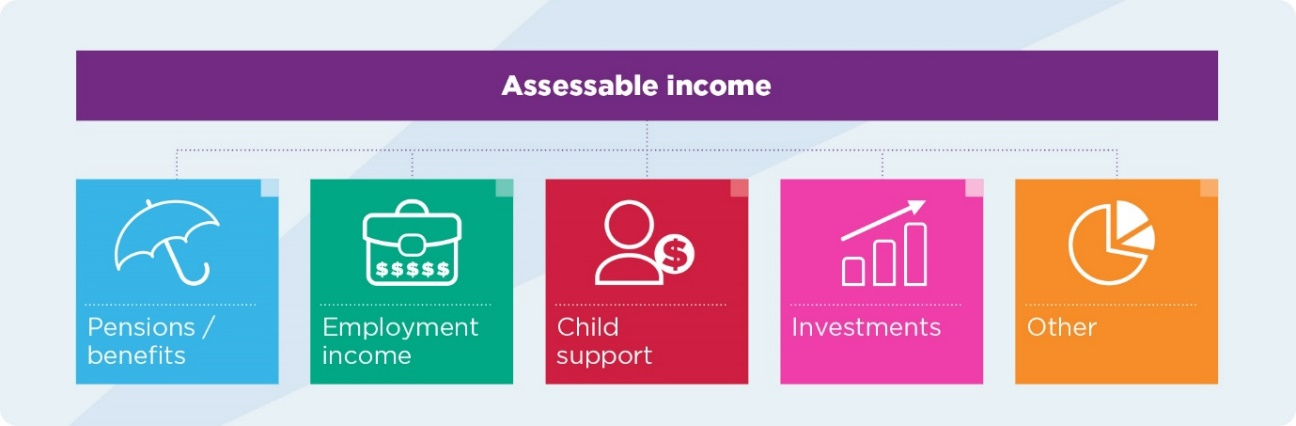 Assessable income
$$$$$
$
Pensions /
benefits
Employment
income
Child
support
Investments
Other